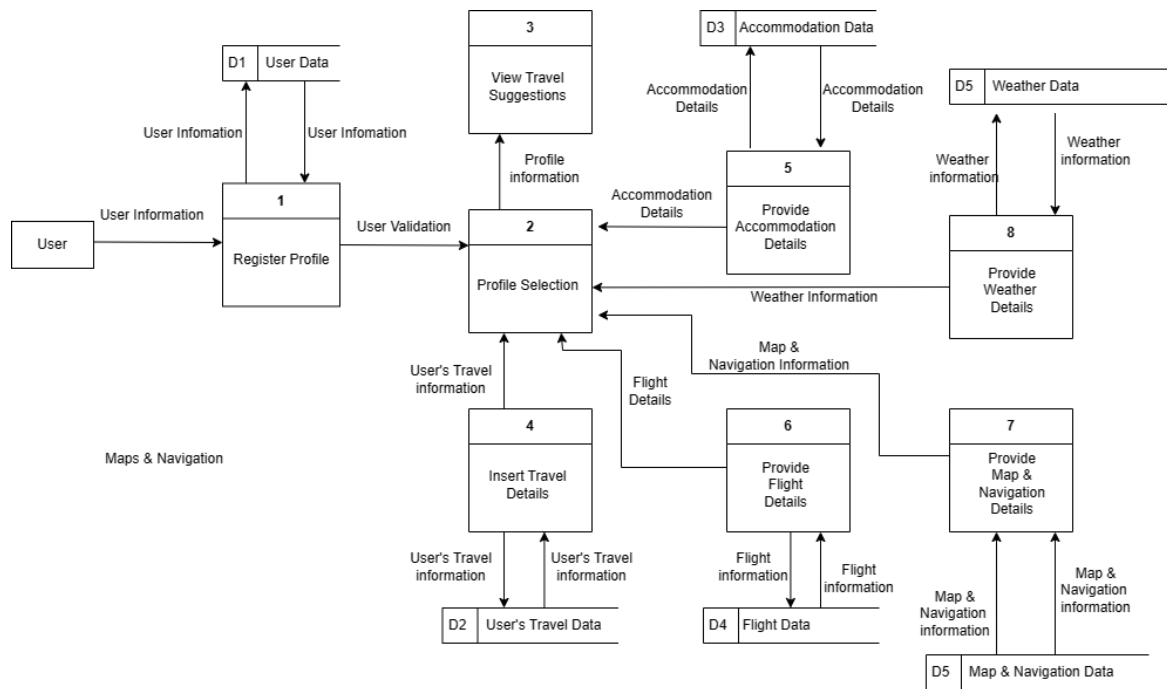 3
View Travel
Suggestions
D3
Accommodation Data
D1
User Data
Accommodation
Details
Accommodation
Details
D5
Weather Data
User Infomation
User Infomation
Profile
information
Weather
information
Weather
information
5
Provide
Accommodation
Details
1
Register Profile
User
User Information
User Validation
2
Profile Selection
Accommodation
Details
8
Provide
Weather
Details
Weather Information
Map &
Navigation Information
User's Travel
information
Flight
Details
4
Insert Travel
Details
6
Provide
Flight
Details
7
Provide
Map &
Navigation
Details
Maps & Navigation
User's Travel
information
User's Travel
information
Flight
information
Flight
information
Map &
Navigation
information
Map &
Navigation
information
D2
User's Travel Data
D4
Flight Data
D5
Map & Navigation Data